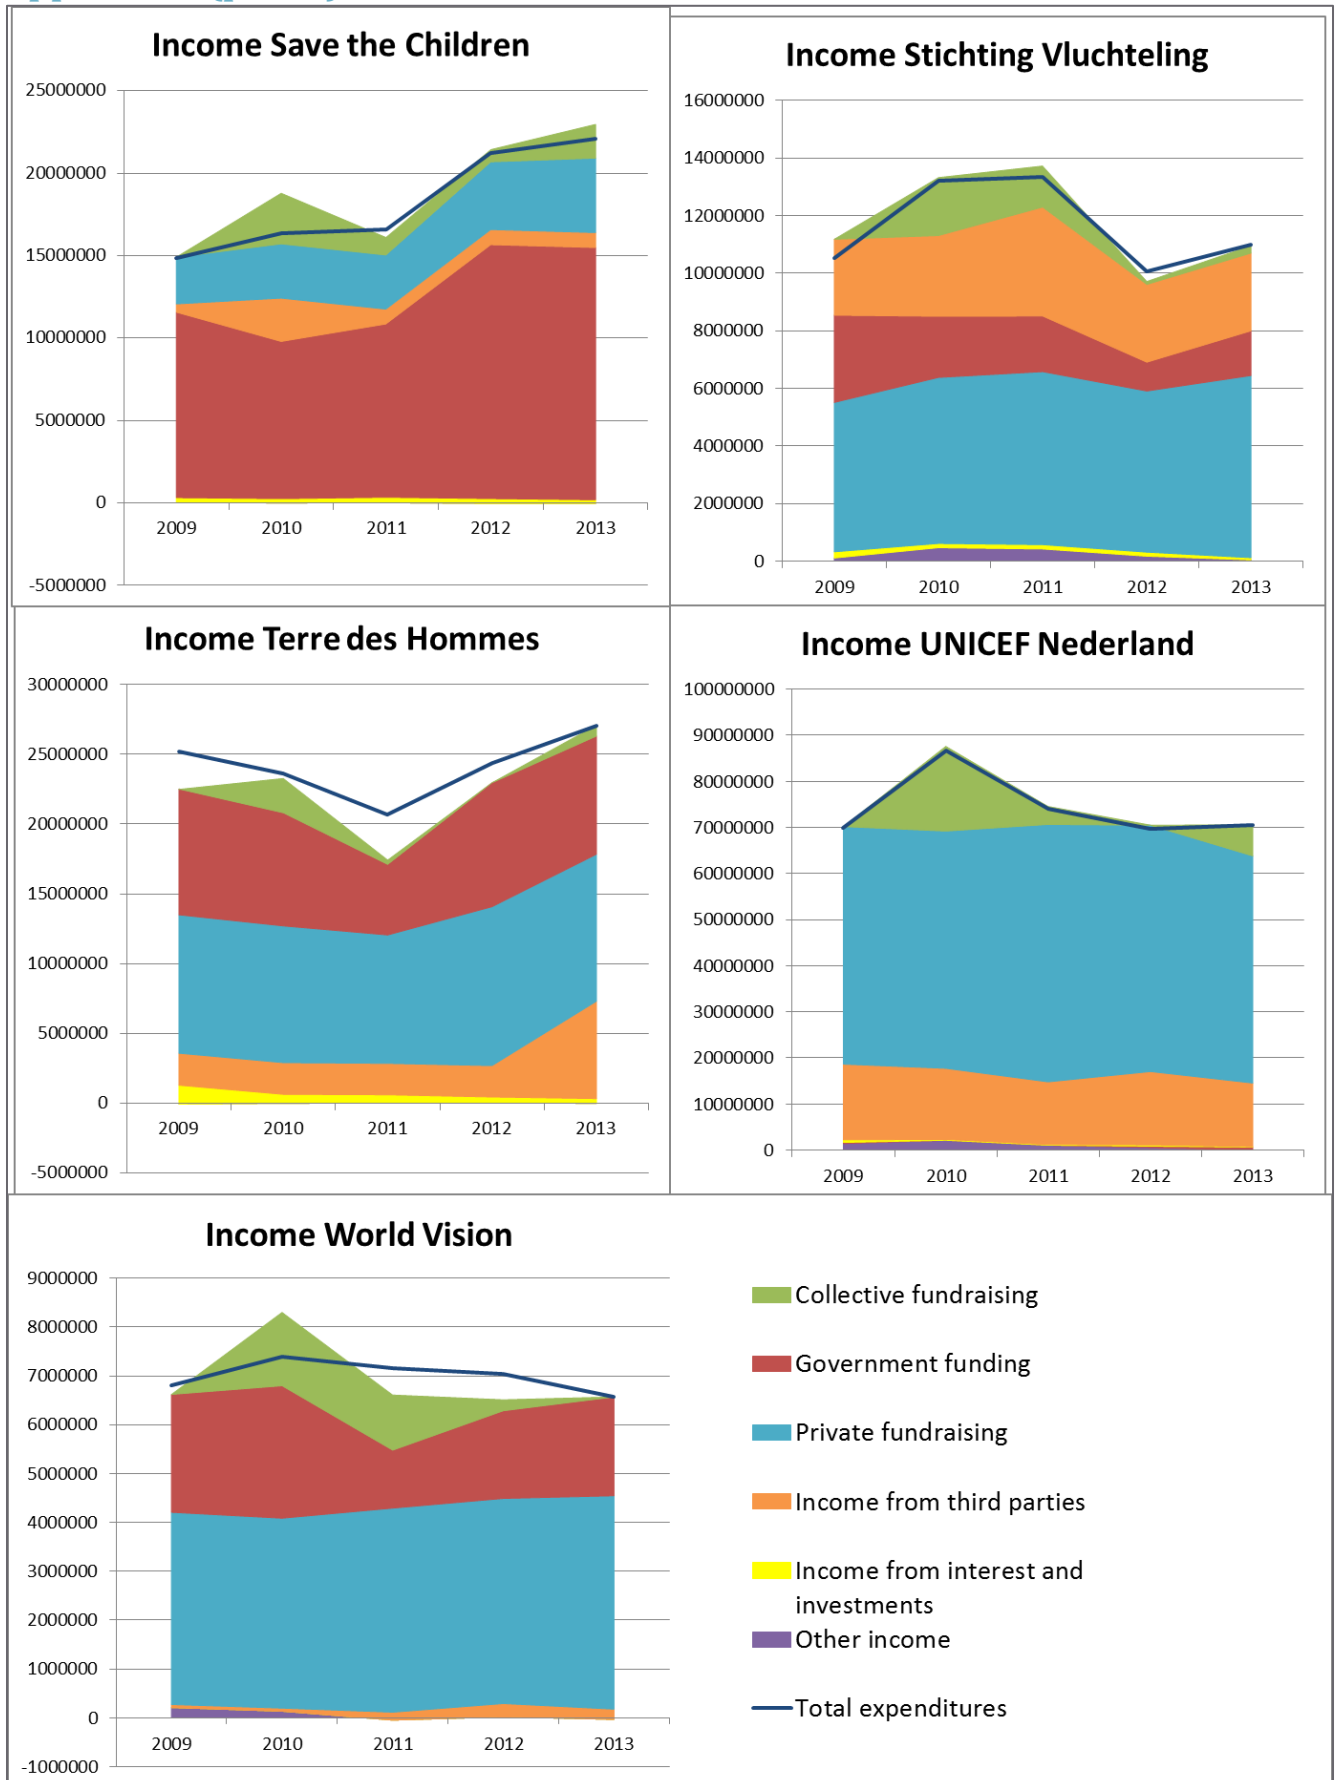 Income Save the Children
25000000
20000000
15000000
10000000
5000000
0
-5000000
2009 2010 2011 2012 2013
Income Stichting Vluchteling
16000000
14000000
12000000
10000000
8000000
6000000
4000000
2000000
0
2009 2010 2011 2012 2013
Income Terre des Hommes
30000000
25000000
20000000
15000000
10000000
5000000
0
-5000000
2009 2010 2011 2012 2013
Income UNICEF Nederland
100000000
90000000
80000000
70000000
60000000
50000000
40000000
30000000
20000000
10000000
0
2009 2010 2011 2012 2013
Income World Vision
9000000
8000000
7000000
6000000
5000000
4000000
3000000
2000000
1000000
0
-1000000
2009 2010 2011 2012 2013
Collective fundraising
Government funding
Private fundraising
Income from third parties
Income from interest and
investments
Other income
Total expenditures